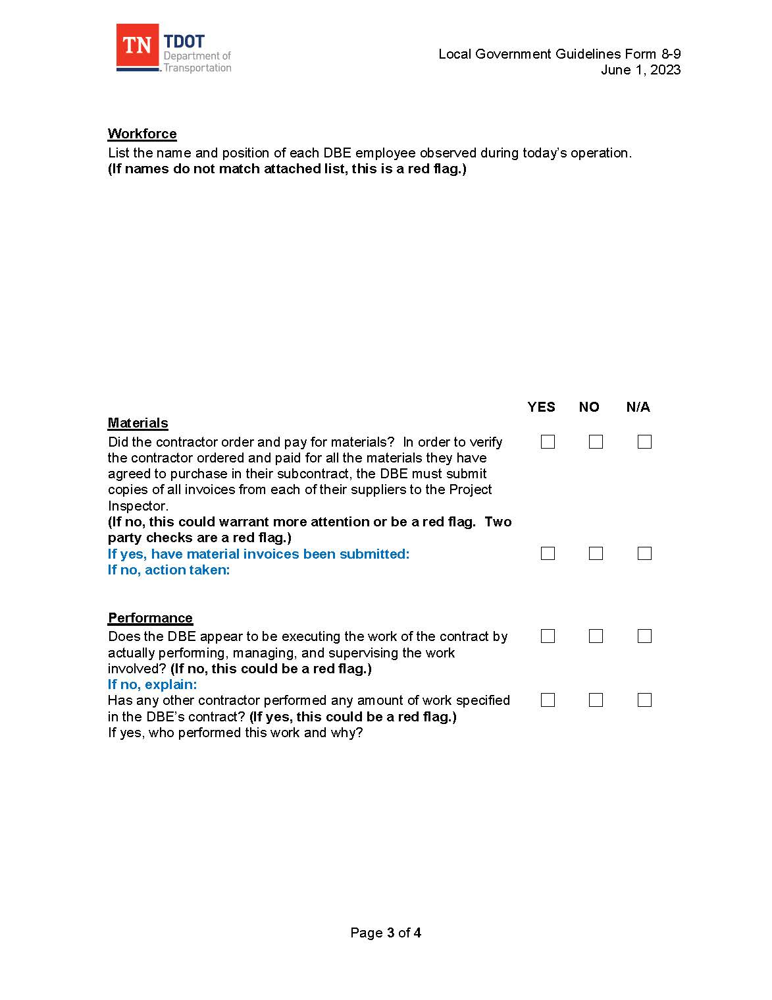 TN TDOT
Department of
Transportation
Local Government Guidelines Form 8-9
June 1, 2023
Workforce
List the name and position of each DBE employee observed during today's operation.
(If names do not match attached list, this is a red flag.)
YES NO N/A
Materials
Did the contractor order and pay for materials? In order to verify
the contractor ordered and paid for all the materials they have
agreed to purchase in their subcontract, the DBE must submit
copies of all invoices from each of their suppliers to the Project
Inspector.
(If no, this could warrant more attention or be a red flag. Two
party checks are a red flag.)
If yes, have material invoices been submitted:
If no, action taken:
Performance
Does the DBE appear to be executing the work of the contract by
actually performing, managing, and supervising the work
involved? (If no, this could be a red flag.)
If no, explain:
Has any other contractor performed any amount of work specified
in the DBE's contract? (If yes, this could be a red flag.)
If yes, who performed this work and why?
Page 3 of 4